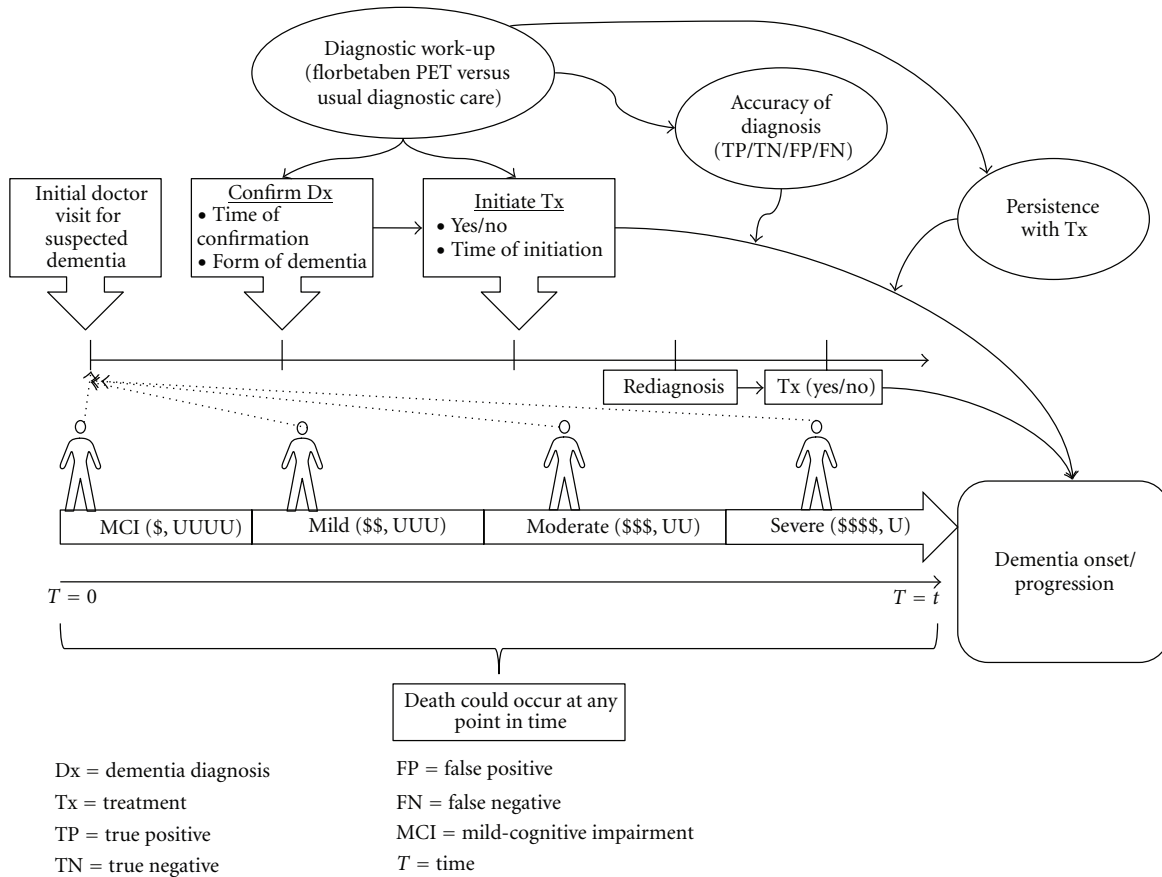 Diagnostic work-up
(florbetaben PET versus
usual diagnostic care)
Accuracy of
diagnosis
(TP/TN/FP/FN)
Persistence
with Tx
Initial doctor
visit for
suspected
dementia
Confirm Dx
• Time of
confirmation
• Form of dementia
Initiate Tx
• Yes/no
• Time of initiation
Rediagnosis
Tx (yes/no)
MCI ($, UUUU)
Mild ($$, UUU)
Moderate ($$$, UU)
Severe ($$$$, U)
Dementia onset/
progression
T = 0
T = t
Death could occur at any
point in time
Dx = dementia diagnosis
Tx = treatment
TP = true positive
TN = true negative
FP = false positive
FN = false negative
MCI = mild-cognitive impairment
T = time